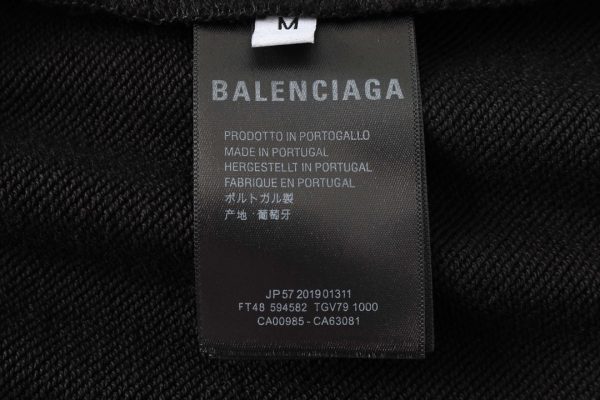 M
BALENCIAGA
PRODOTTO IN PORTOGALLO
MADE IN PORTUGAL
HERGESTELLT IN PORTUGAL
FABRIQUE EN PORTUGAL
ポルトガル製
产地:葡萄牙
JP57 201901311
FT48 594582 TGV79 1000
CA00985-CA63081